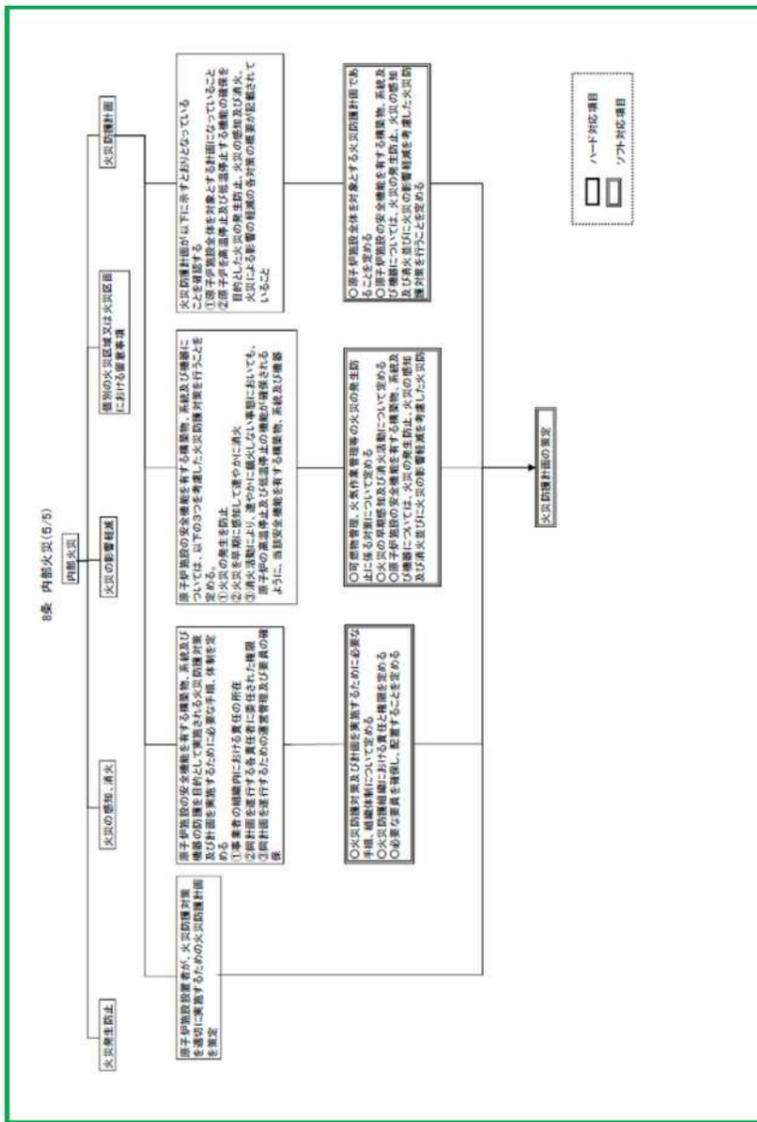 8条 内部火災(5/5)
内部火災
火災発生防止
火災の感知、消火
火災の影響軽減
個別の火災区域又は火災区画
における留意事項
火災防護計画
原子炉施設設置者が、火災防護対策
を適切に実施するための火災防護計画
を策定
原子炉施設の安全機能を有する構築物、系統及び
機器の防護を目的として実施される火災防護対策
及び計画を実施するために必要な手順、体制を定
める
①事業者の組織内における責任の所在
②同計画を遂行する各責任者に委任された権限
③同計画を遂行するための運営管理及び要員の確
保
原子炉施設の安全機能を有する構築物、系統及び機器に
ついては、以下の3つを考慮した火災防護対策を行うことを
定める。
①火災の発生を防止
②火災を早期に感知して速やかに消火
③消火活動により、速やかに鎮火しない事態においても、
原子炉の高温停止及び低温停止の機能が確保される
ように、当該安全機能を有する構築物、系統及び機器
火災防護計画が以下に示すとおりとなっている
ことを確認する
①原子炉施設全体を対象とする計画になっていること
②原子炉を高温停止及び低温停止する機能の確保を
目的とした火災の発生防止、火災の感知及び消火、
火災による影響の軽減の各対策の概要が記載されて
いること
〇火災防護対策及び計画を実施するために必要な
手順、組織体制について定める
〇火災防護組織における責任と権限を定める
〇必要な要員を確保し、配置することを定める
〇可燃物管理、火気作業管理等の火災の発生防
止に係る対策について定める
〇火災の早期感知及び消火活動について定める
〇原子炉施設の安全機能を有する構築物、系統及
び機器については、火災の発生防止、火災の感知
及び消火並びに火災の影響軽減を考慮した火災防
〇原子炉施設全体を対象とする火災防護計画であ
ることを定める
〇原子炉施設の安全機能を有する構築物、系統及
び機器については、火災の発生防止、火災の感知
及び消火並びに火災の影響軽減を考慮した火災防
護対策を行うことを定める
火災防護計画の策定
ハード対応項目
ソフト対応項目